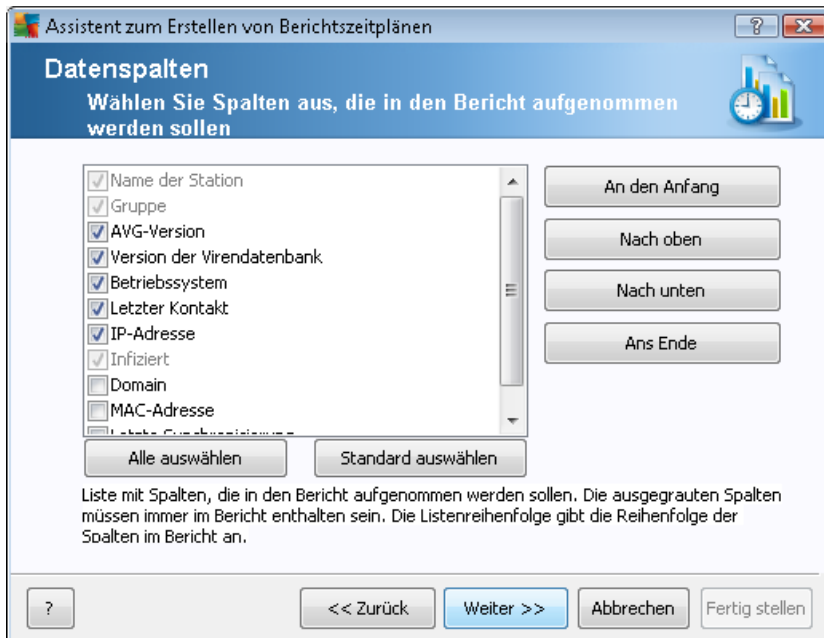 Assistent zum Erstellen von Berichtszeitplänen
?
Datenspalten
Wählen Sie Spalten aus, die in den Bericht aufgenommen
werden sollen
Name der Station
Gruppe
AVG-Version
Version der Virendatenbank
Betriebssystem
Letzter Kontakt
IP-Adresse
Infiziert
Domain
MAC-Adresse
Letzte Synchronisierung
An den Anfang
Nach oben
Nach unten
Ans Ende
Alle auswählen
Standard auswählen
Liste mit Spalten, die in den Bericht aufgenommen werden sollen. Die ausgegrauten Spalten
müssen immer im Bericht enthalten sein. Die Listenreihenfolge gibt die Reihenfolge der
Spalten im Bericht an.
?
<< Zurück
Weiter >>
Abbrechen
Fertig stellen